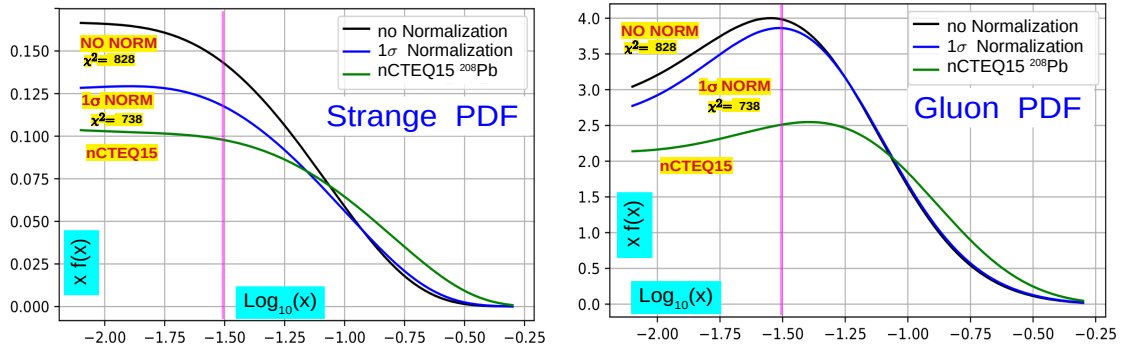 no Normalization
1σ Normalization
nCTEQ15 ²⁰⁸Pb
NO NORM
χ²= 828
1σ NORM
χ²= 738
nCTEQ15
Strange PDF
x f(x)
Log₁₀(x)
0.150
0.125
0.100
0.075
0.050
0.025
0.000
−2.00 −1.75 −1.50 −1.25 −1.00 −0.75 −0.50 −0.25
no Normalization
1σ Normalization
nCTEQ15 ²⁰⁸Pb
NO NORM
χ²= 828
1σ NORM
χ²= 738
nCTEQ15
Gluon PDF
x f(x)
Log₁₀(x)
4.0
3.5
3.0
2.5
2.0
1.5
1.0
0.5
0.0
−2.00 −1.75 −1.50 −1.25 −1.00 −0.75 −0.50 −0.25